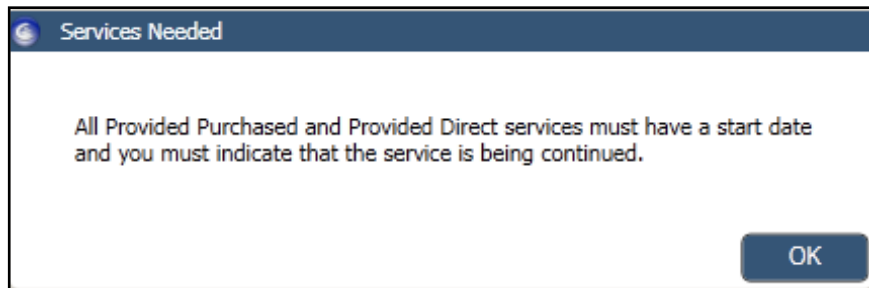 Services Needed
All Provided Purchased and Provided Direct services must have a start date
and you must indicate that the service is being continued.
OK